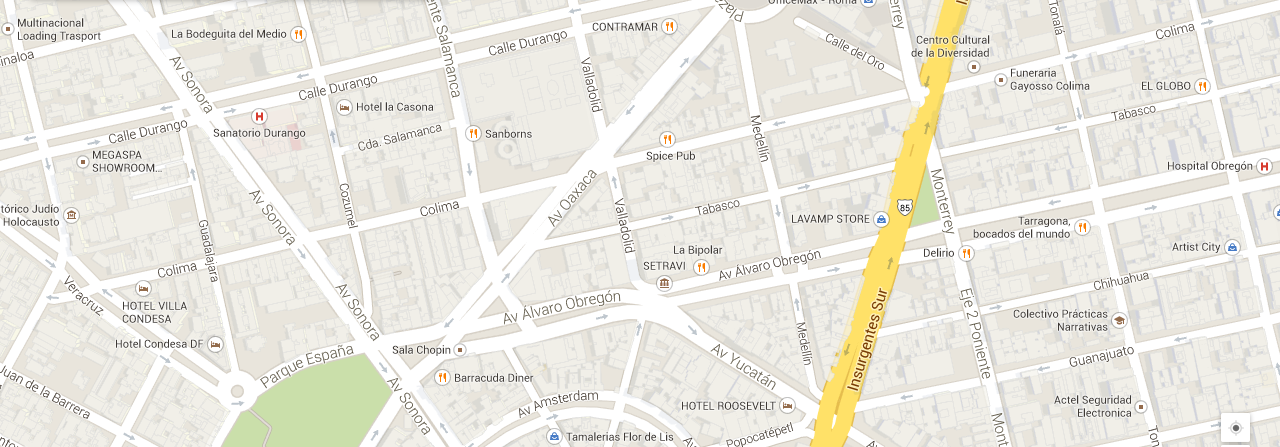 Multinacional
Loading Trasport
Sinaloa
La Bodeguita del Medio
Av Sonora
Calle Durango
Salamanca
CONTRAMAR
Plaza
OfficeMax - Roma
Monterrey
Calle del Oro
Centro Cultural
de la Diversidad
Tonalá
Colima
Funeraria
Gayosso Colima
EL GLOBO
Tabasco
Calle Durango
Hotel la Casona
Valladolid
Sanatorio Durango
Calle Durango
Cda. Salamanca
Sanborns
Medellín
Spice Pub
MEGASPA
SHOWROOM...
Hospital Obregón
Monterrey
Av Oaxaca
Av Sonora
Cozumel
Colima
Valladolid
Tabasco
LAVAMP STORE
85
Tarragona,
bocados del mundo
Judío
Holocausto
Guadalajara
La Bipolar
SETRAVI
Av Álvaro Obregón
Delirio
Artist City
Colima
Chihuahua
Veracruz
HOTEL VILLA
CONDESA
Av Sonora
Av Álvaro Obregón
Insurgentes Sur
Eje 2 Poniente
Colectivo Prácticas
Narrativas
Medellín
Hotel Condesa DF
Parque España
Sala Chopin
Av Yucatán
Guanajuato
Juan de la Barrera
Av Sonora
Barracuda Diner
Av Amsterdam
HOTEL ROOSEVELT
Actel Seguridad
Electronica
Tamalerias Flor de Lis
Popocatépetl